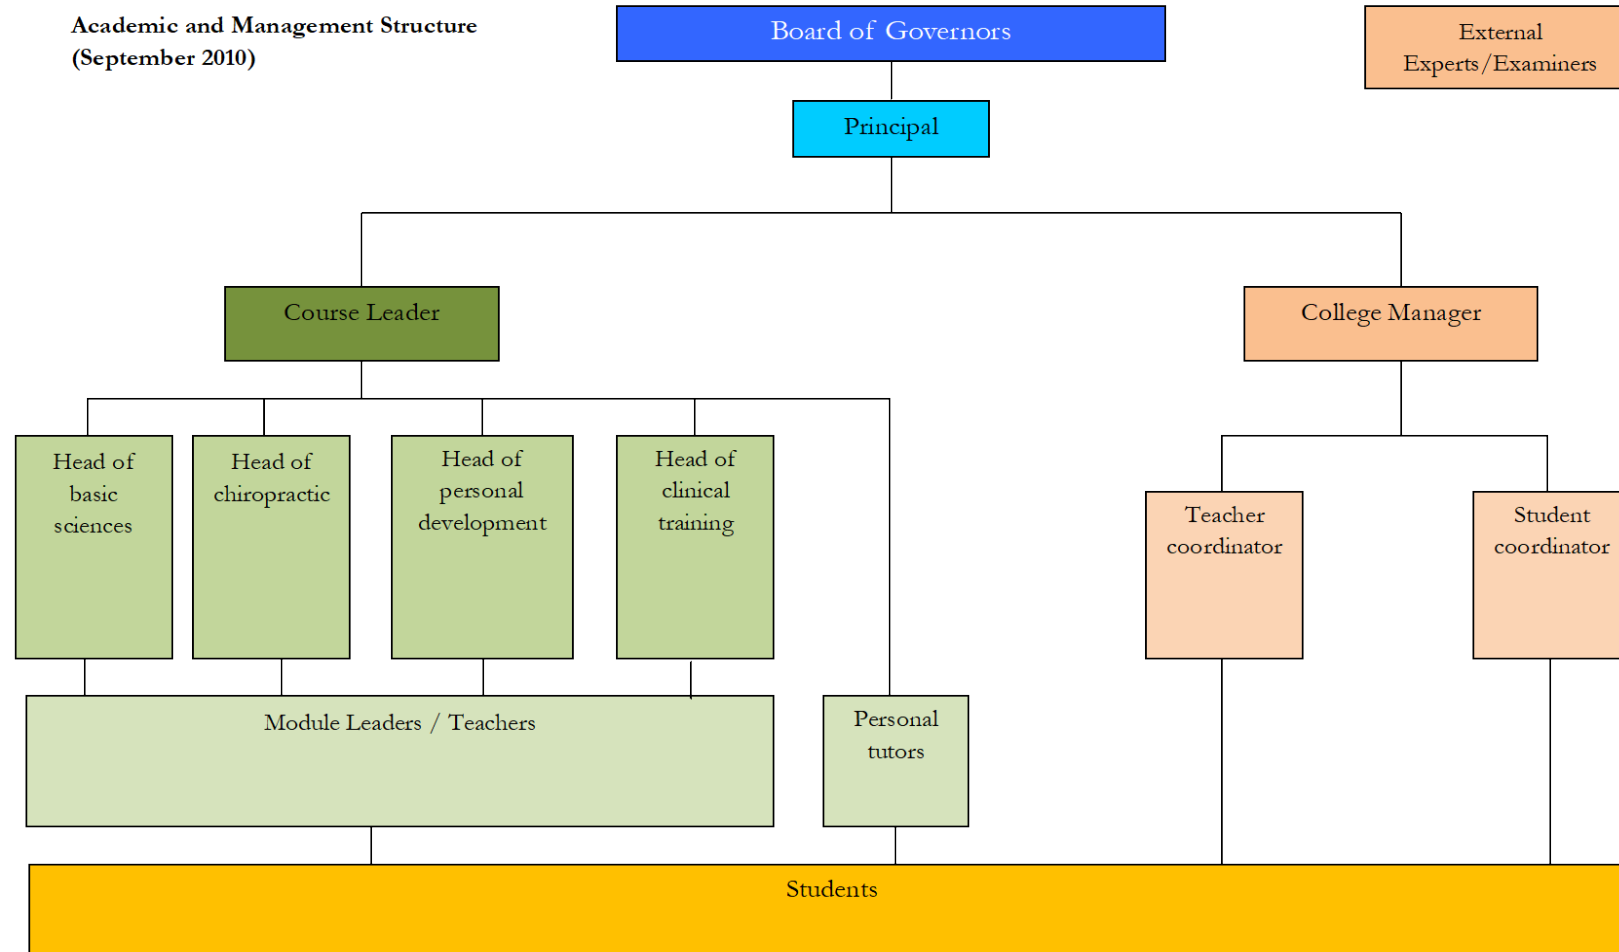 Academic and Management Structure
(September 2010)
Board of Governors
External
Experts/Examiners
Principal
Course Leader
College Manager
Head of
basic
sciences
Head of
chiropractic
Head of
personal
development
Head of
clinical
training
Teacher
coordinator
Student
coordinator
Module Leaders / Teachers
Personal
tutors
Students